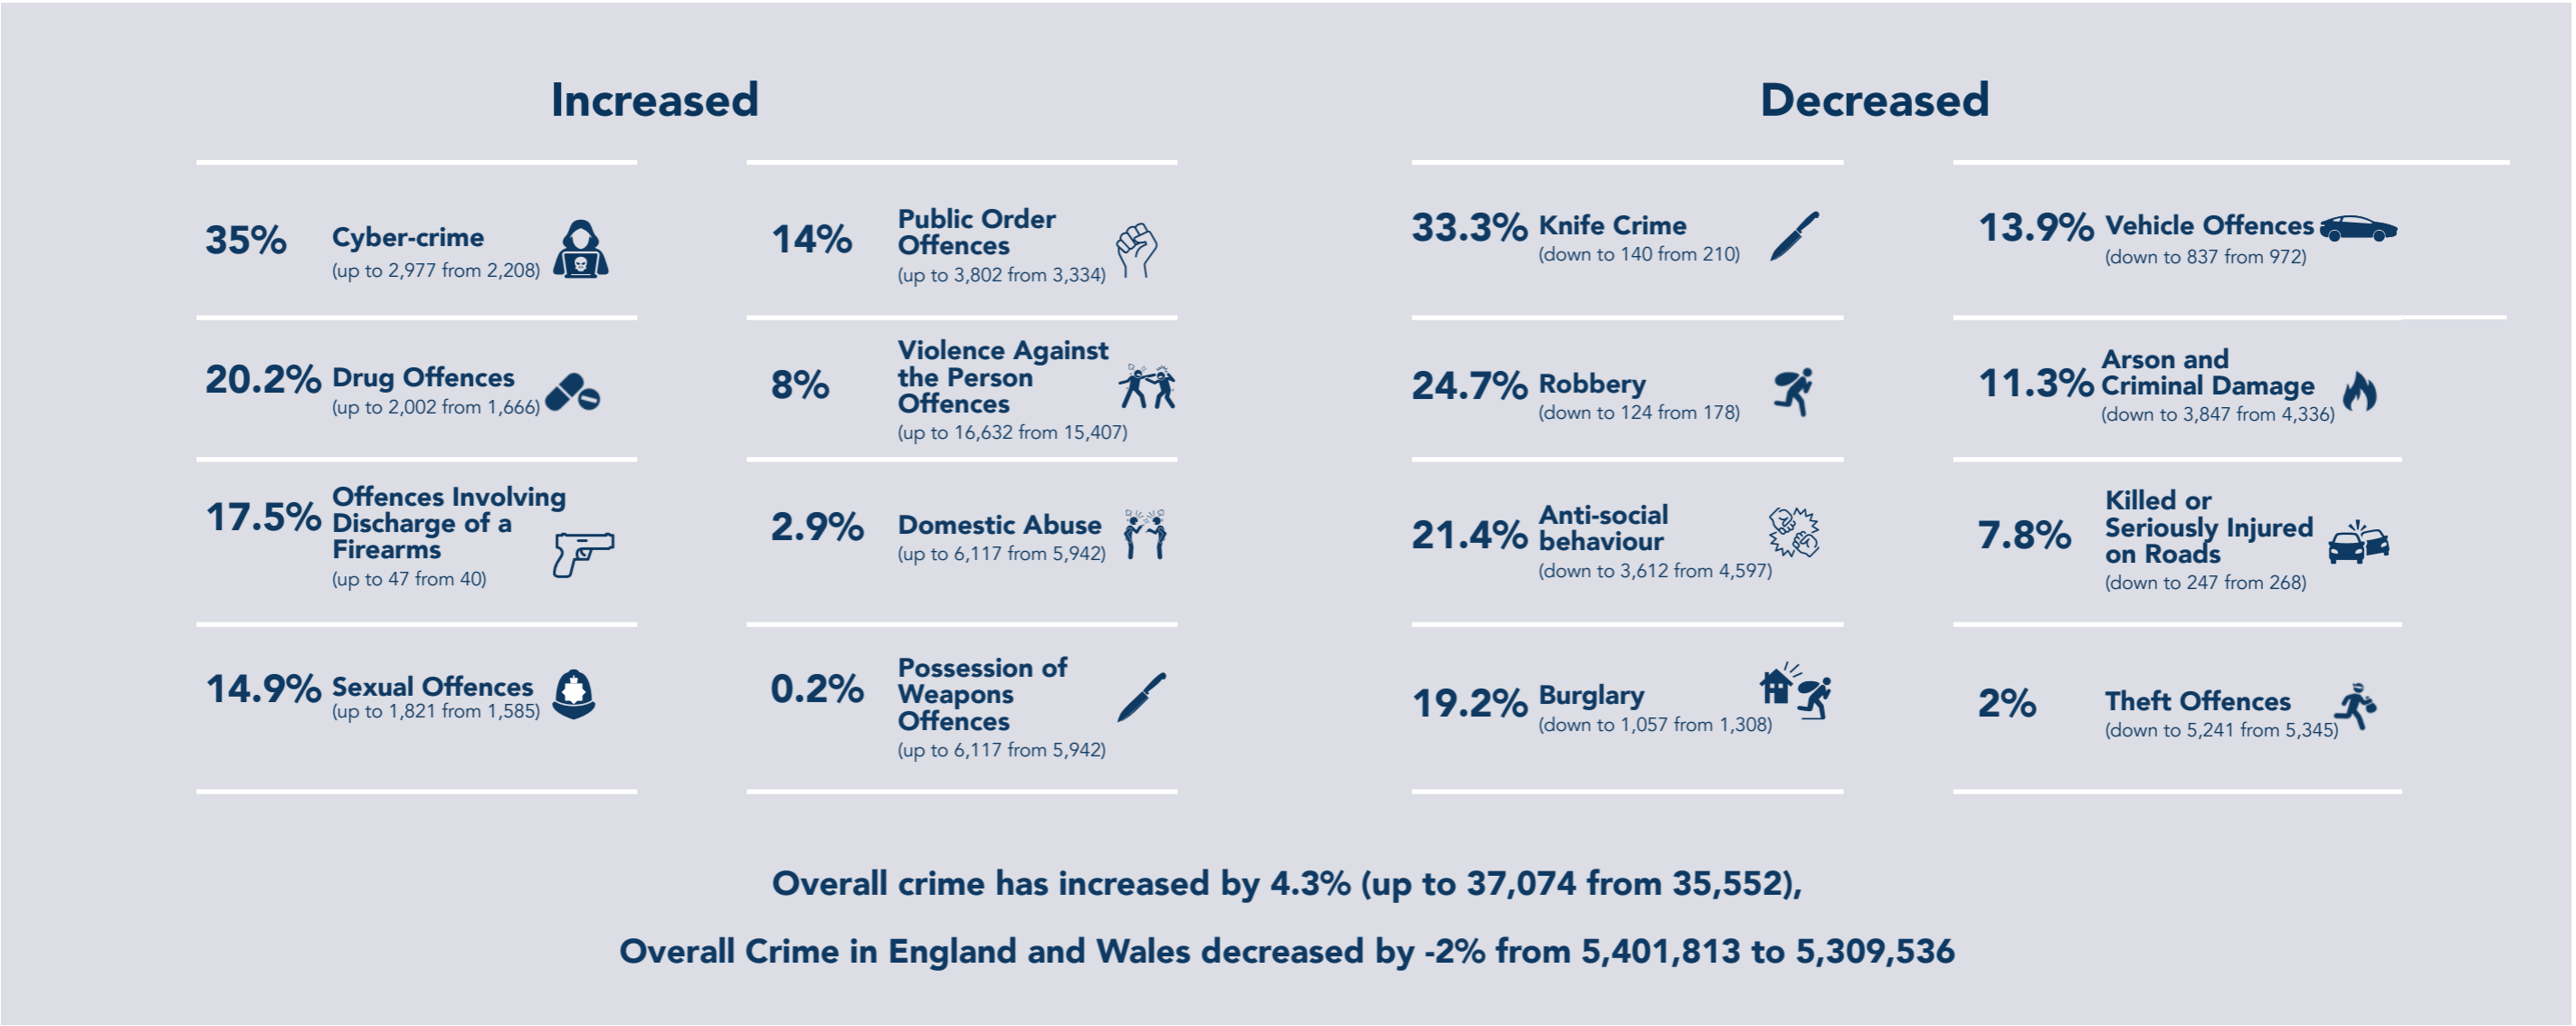 Increased
35%
Cyber-crime
(up to 2,977 from 2,208)
20.2%
Drug Offences
(up to 2,002 from 1,666)
17.5%
Offences Involving
Discharge of a
Firearms
(up to 47 from 40)
14.9%
Sexual Offences
(up to 1,821 from 1,585)
14%
Public Order
Offences
(up to 3,802 from 3,334)
8%
Violence Against
the Person
Offences
(up to 16,632 from 15,407)
2.9%
Domestic Abuse
(up to 6,117 from 5,942)
0.2%
Possession of
Weapons
Offences
(up to 6,117 from 5,942)
Decreased
33.3%
Knife Crime
(down to 140 from 210)
24.7%
Robbery
(down to 124 from 178)
21.4%
Anti-social
behaviour
(down to 3,612 from 4,597)
19.2%
Burglary
(down to 1,057 from 1,308)
13.9%
Vehicle Offences
(down to 837 from 972)
11.3%
Arson and
Criminal Damage
(down to 3,847 from 4,336)
7.8%
Killed or
Seriously Injured
on Roads
(down to 247 from 268)
2%
Theft Offences
(down to 5,241 from 5,345)
Overall crime has increased by 4.3% (up to 37,074 from 35,552),
Overall Crime in England and Wales decreased by -2% from 5,401,813 to 5,309,536